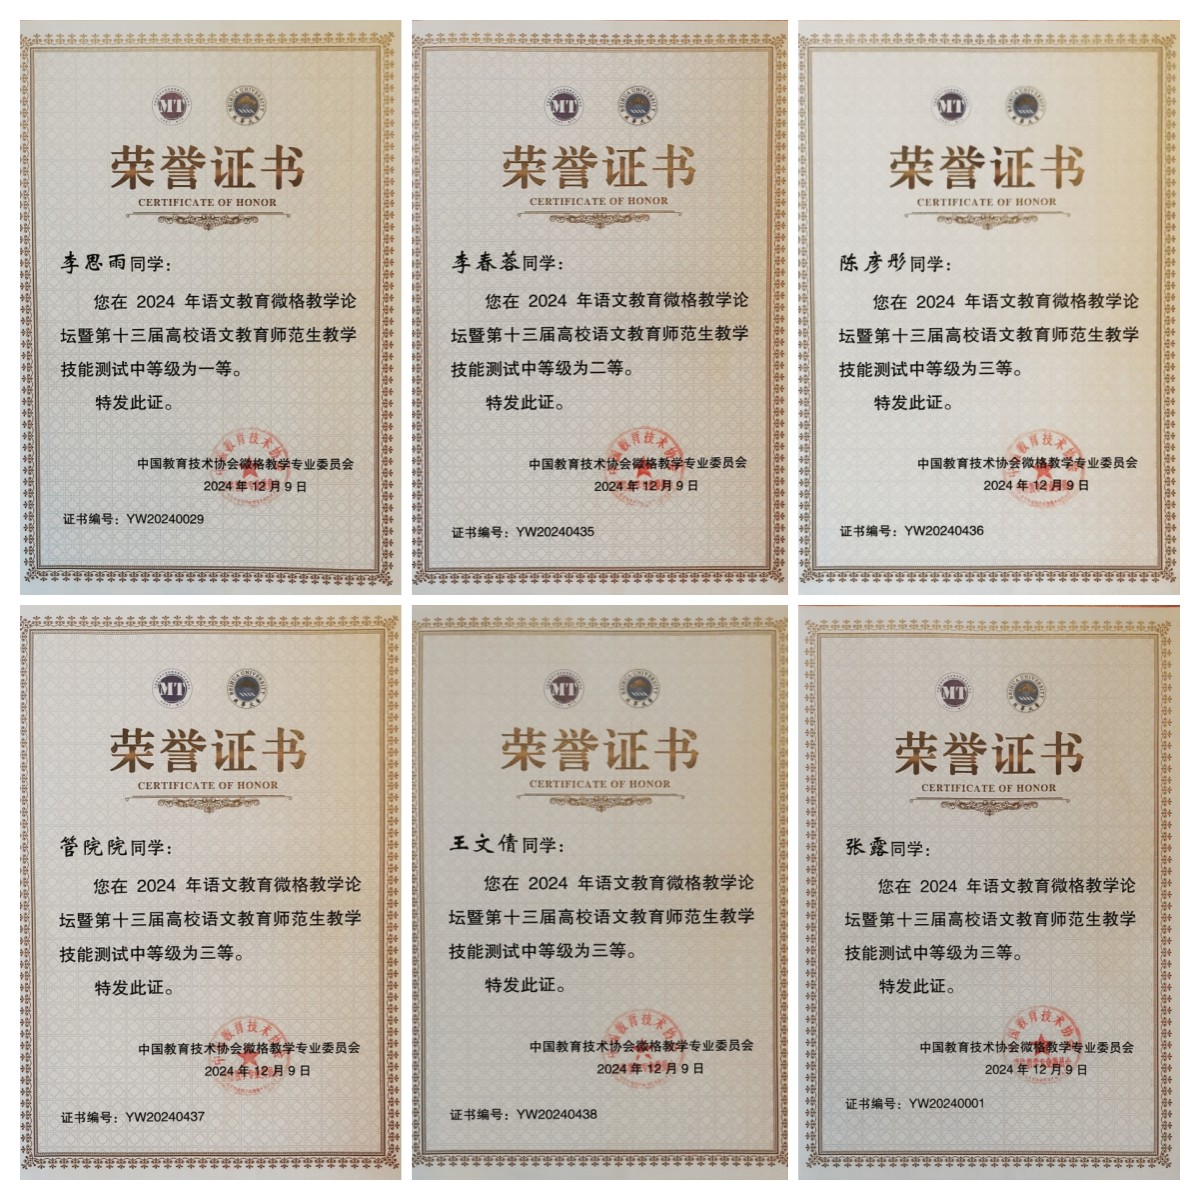 MT
荣誉证书
CERTIFICATE OF HONOR
李思雨同学：
您在 2024 年语文教育微格教学论
坛暨第十三届高校语文教育师范生教学
技能测试中等级为一等。
特发此证。
中国教育技术协会微格教学专业委员会
2024 年 12 月 9 日
证书编号：YW20240029
MT
荣誉证书
CERTIFICATE OF HONOR
李春蓉同学：
您在 2024 年语文教育微格教学论
坛暨第十三届高校语文教育师范生教学
技能测试中等级为二等。
特发此证。
中国教育技术协会微格教学专业委员会
2024 年 12 月 9 日
证书编号：YW20240435
MT
荣誉证书
CERTIFICATE OF HONOR
陈彦彤同学：
您在 2024 年语文教育微格教学论
坛暨第十三届高校语文教育师范生教学
技能测试中等级为三等。
特发此证。
中国教育技术协会微格教学专业委员会
2024 年 12 月 9 日
证书编号：YW20240436
MT
荣誉证书
CERTIFICATE OF HONOR
管院院同学：
您在 2024 年语文教育微格教学论
坛暨第十三届高校语文教育师范生教学
技能测试中等级为三等。
特发此证。
中国教育技术协会微格教学专业委员会
2024 年 12 月 9 日
证书编号：YW20240437
MT
荣誉证书
CERTIFICATE OF HONOR
王文倩同学：
您在 2024 年语文教育微格教学论
坛暨第十三届高校语文教育师范生教学
技能测试中等级为三等。
特发此证。
中国教育技术协会微格教学专业委员会
2024 年 12 月 9 日
证书编号：YW20240438
MT
荣誉证书
CERTIFICATE OF HONOR
张露同学：
您在 2024 年语文教育微格教学论
坛暨第十三届高校语文教育师范生教学
技能测试中等级为三等。
特发此证。
中国教育技术协会微格教学专业委员会
2024 年 12 月 9 日
证书编号：YW20240001